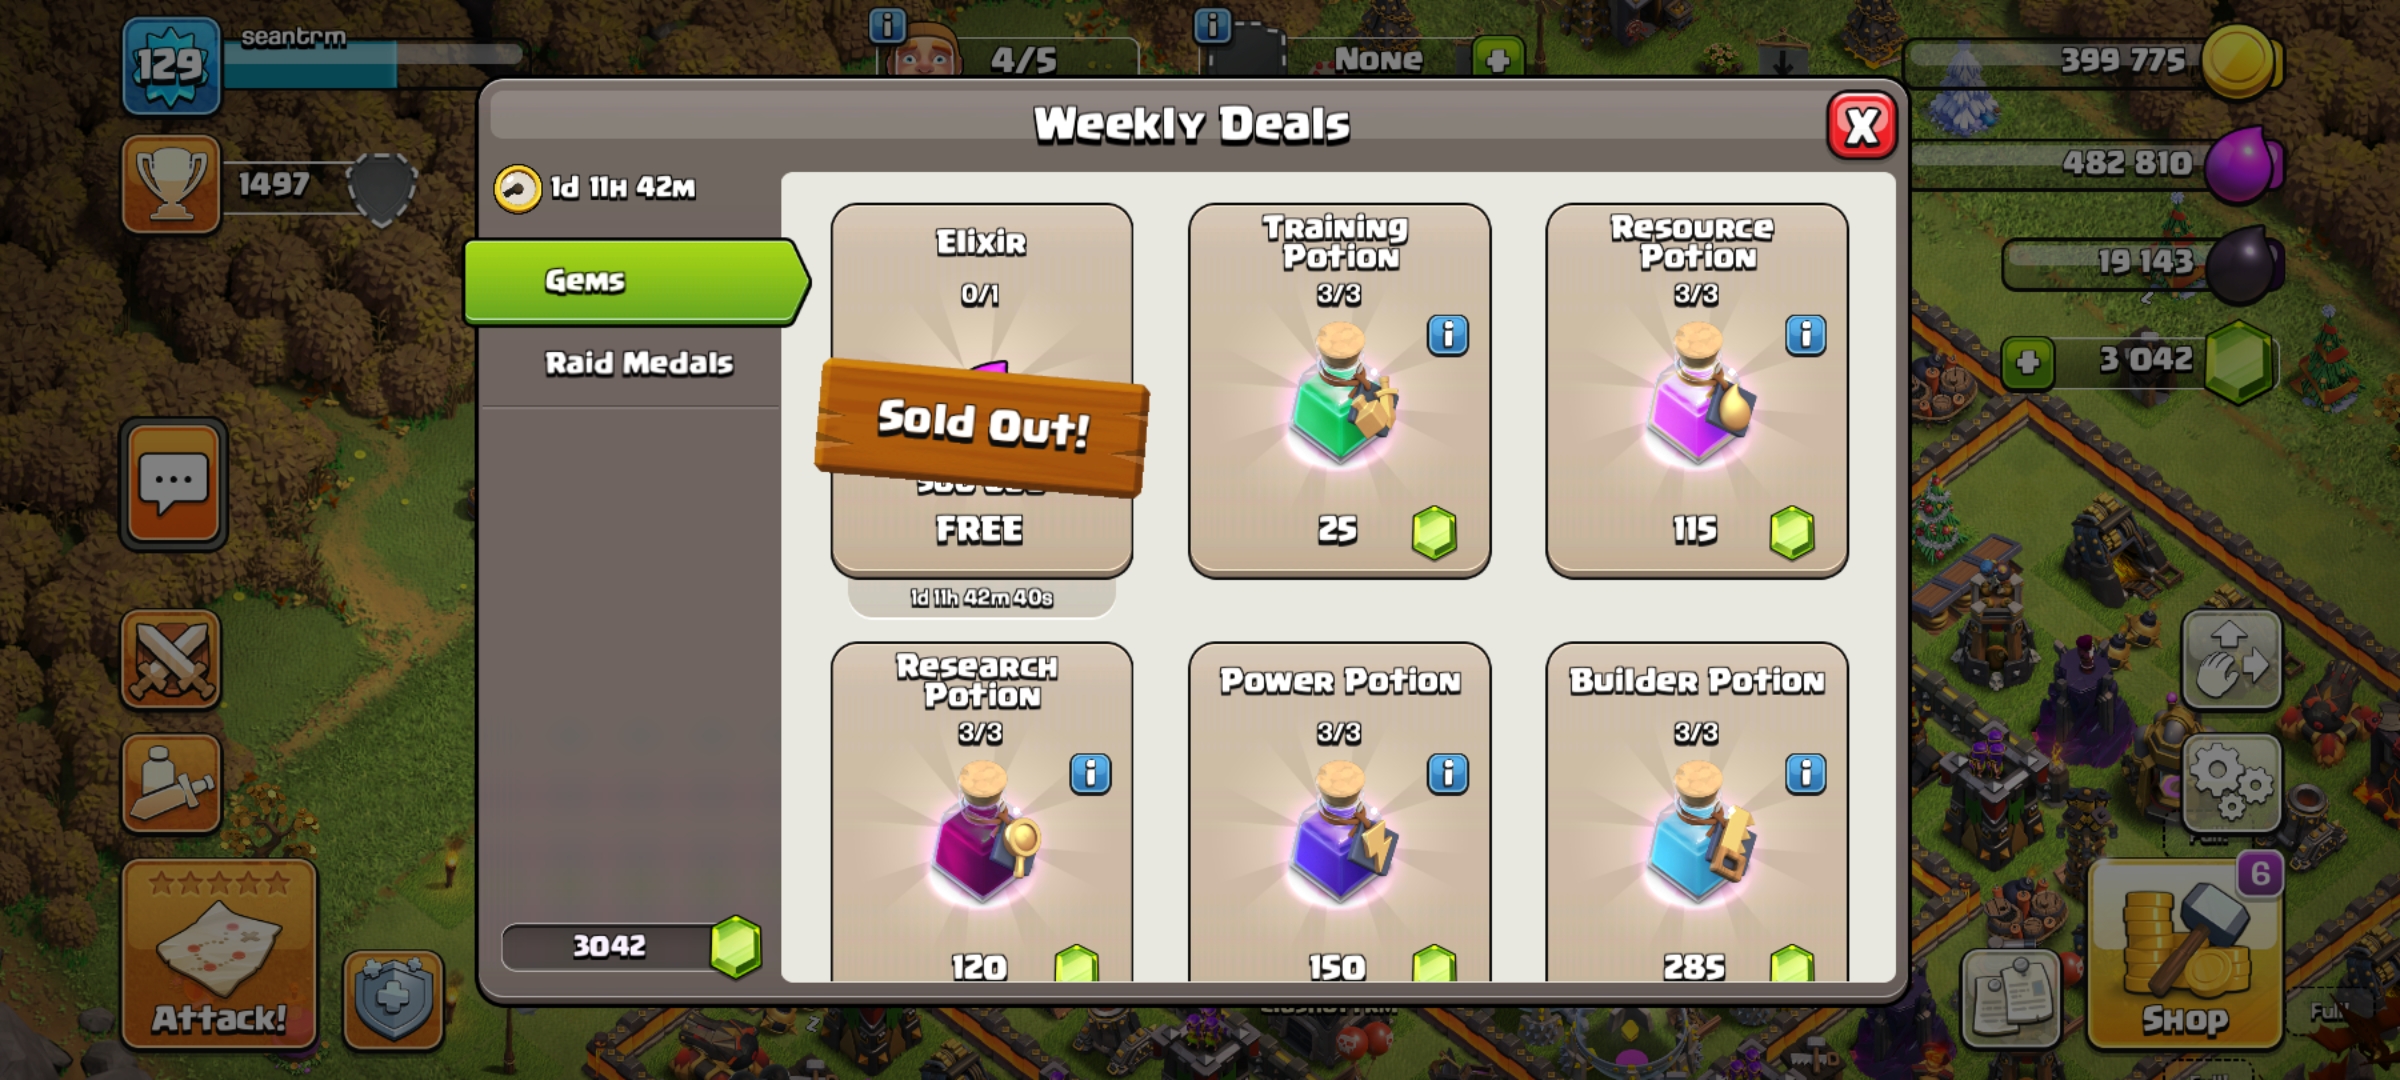 129
seantrm
4/5
None
399 775
Weekly Deals
X
1497
1d 11H 42M
482 810
Gems
Raid Medals
19 143
3 042
Elixir
0/1
Sold Out!
FREE
1d 11h 42m 40s
Training
Potion
3/3
25
Resource
Potion
3/3
115
Research
Potion
3/3
120
Power Potion
3/3
150
Builder Potion
3/3
285
3042
Attack!
6
Shop